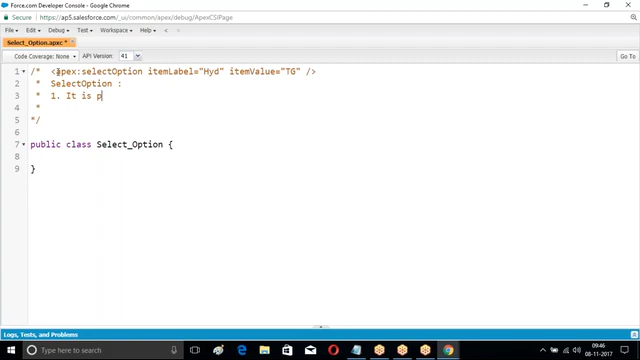 Force.com Developer Console - Google Chrome
Secure https://ap5.salesforce.com/_ui/common/apex/debug/ApexCSIPage
File Edit Debug Test Workspace Help < >
Select_Option.apxc *
Code Coverage: None API Version: 41 Go To
1 /* <apex:selectOption itemLabel="Hyd" itemValue="TG" />
2 * SelectOption :
3 * 1. It is p
4 *
5 */
6
7 public class Select_Option {
8
9 }
Logs, Tests, and Problems
Type here to search
09:46
08-11-2017